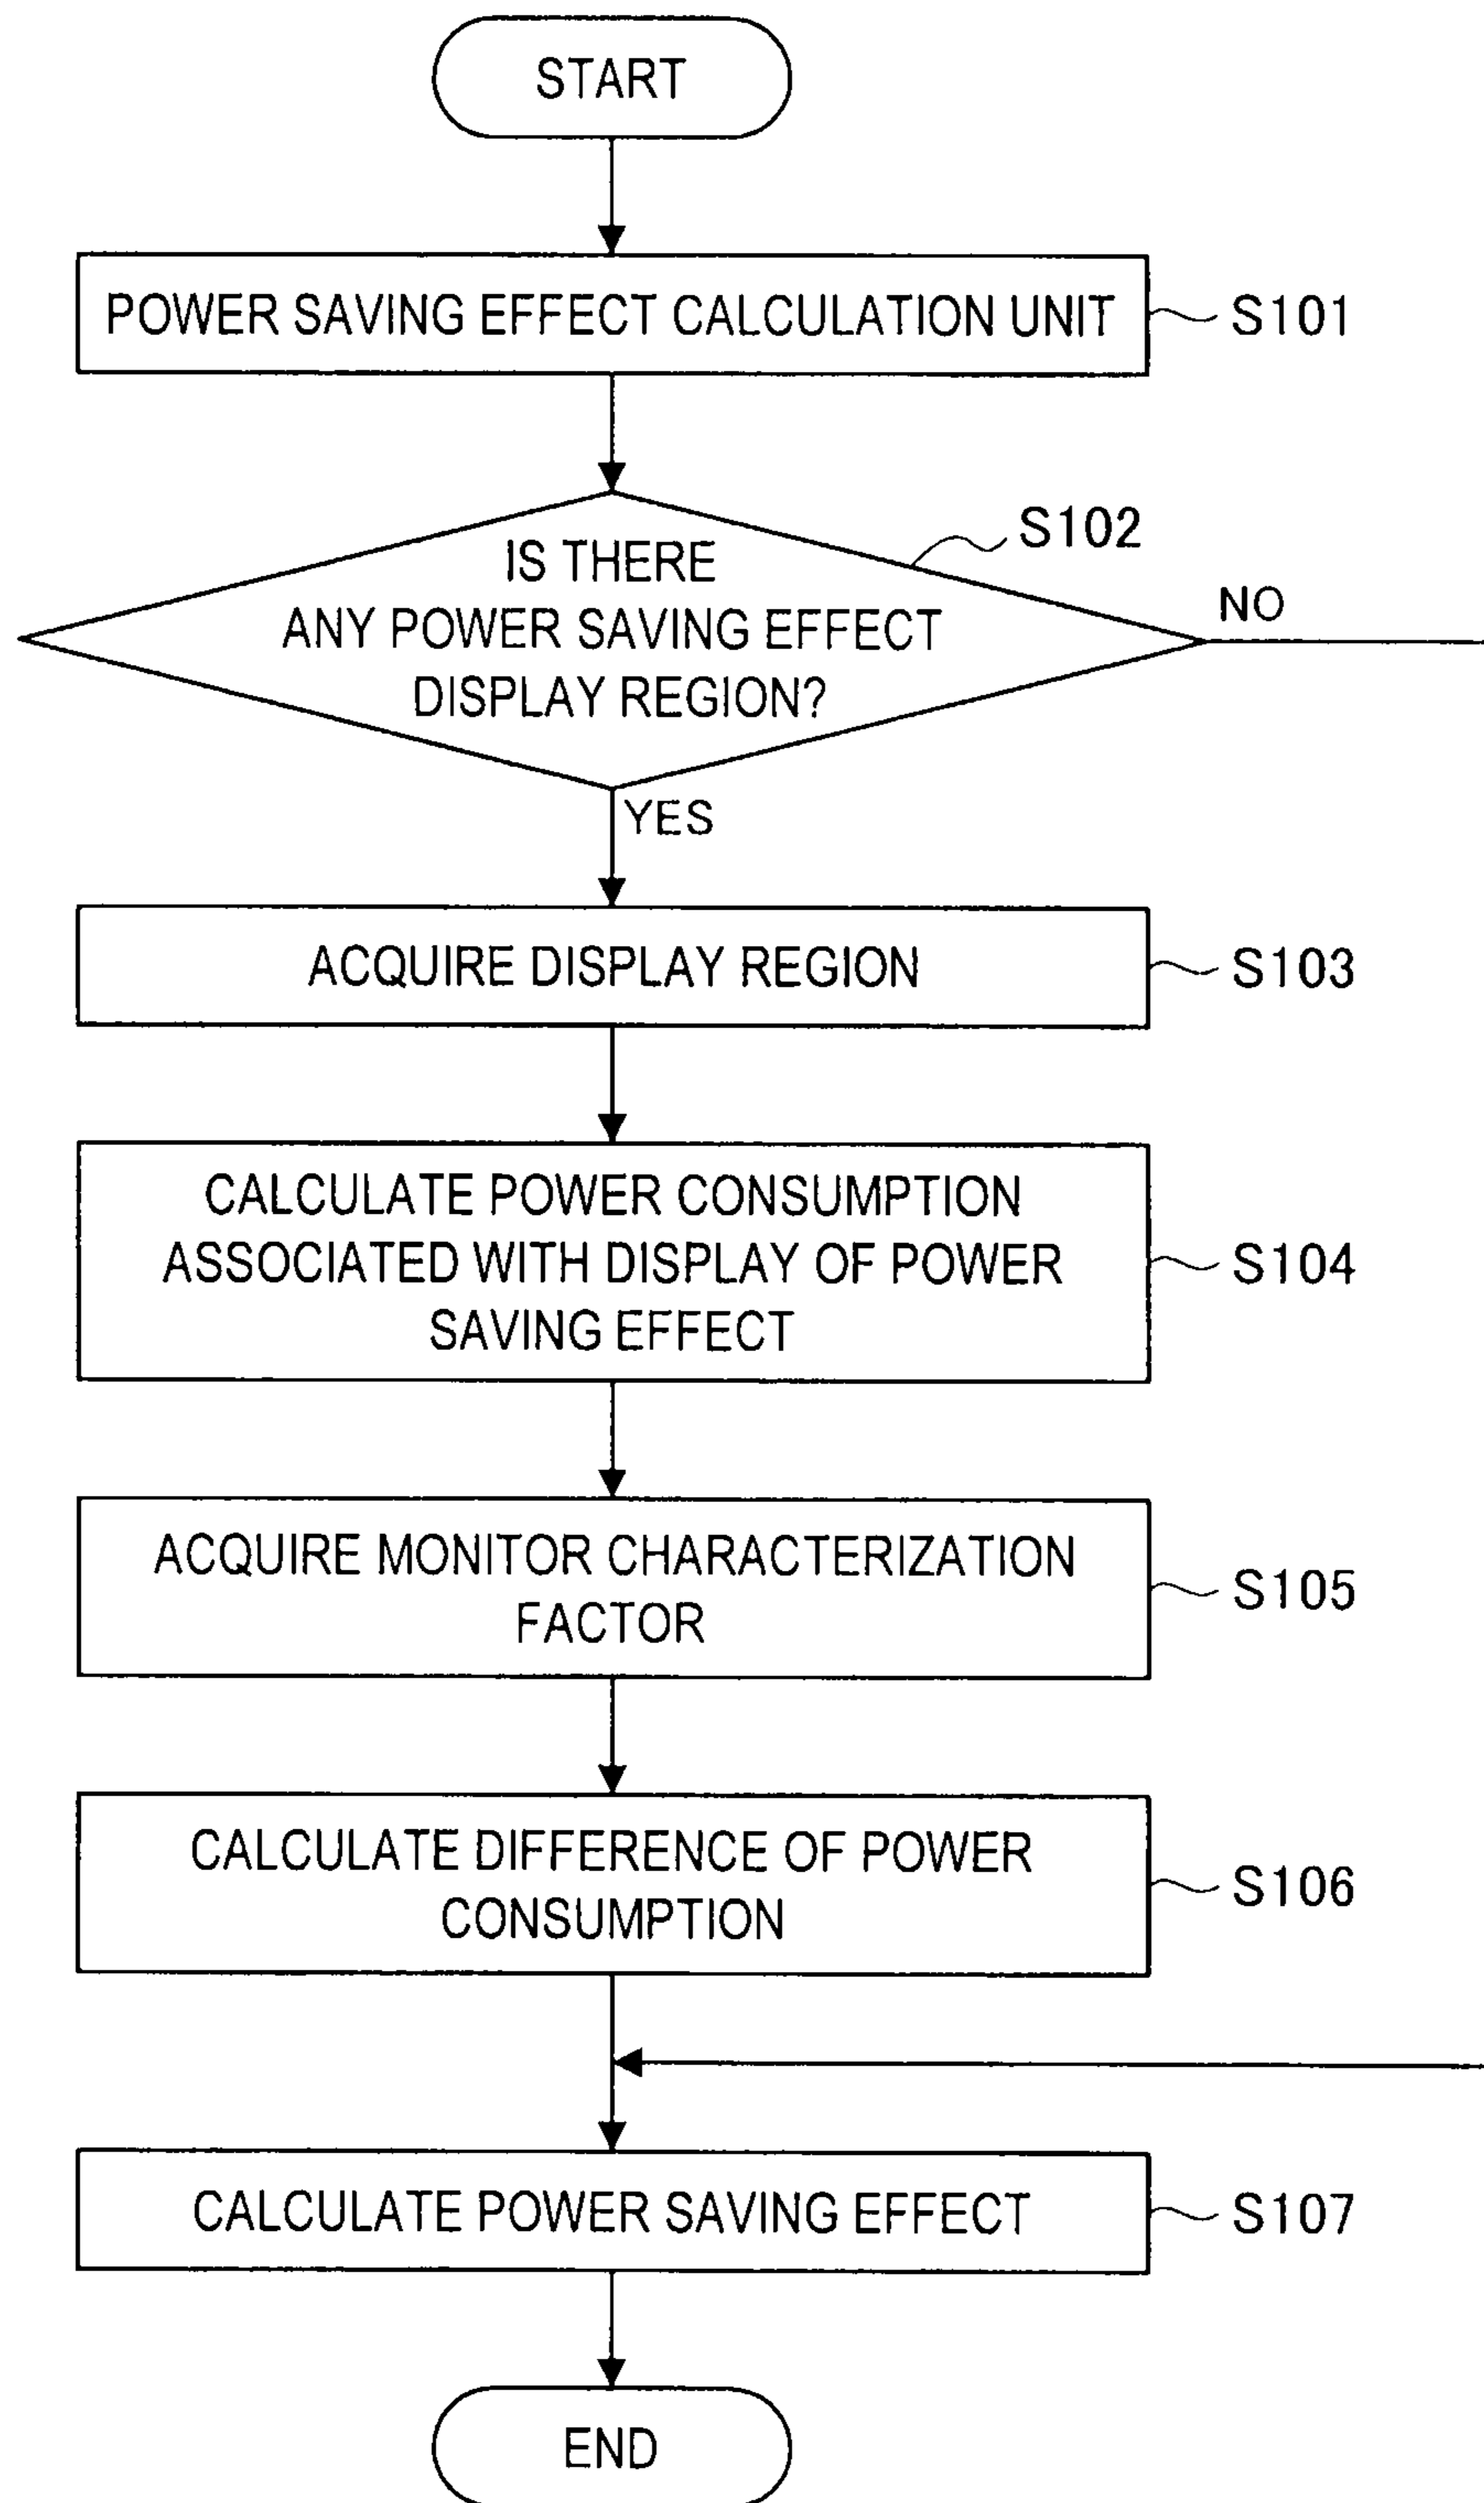 START
POWER SAVING EFFECT CALCULATION UNIT
S101
S102
IS THERE
ANY POWER SAVING EFFECT
DISPLAY REGION?
NO
YES
ACQUIRE DISPLAY REGION
S103
CALCULATE POWER CONSUMPTION
ASSOCIATED WITH DISPLAY OF POWER
SAVING EFFECT
S104
ACQUIRE MONITOR CHARACTERIZATION
FACTOR
S105
CALCULATE DIFFERENCE OF POWER
CONSUMPTION
S106
CALCULATE POWER SAVING EFFECT
S107
END